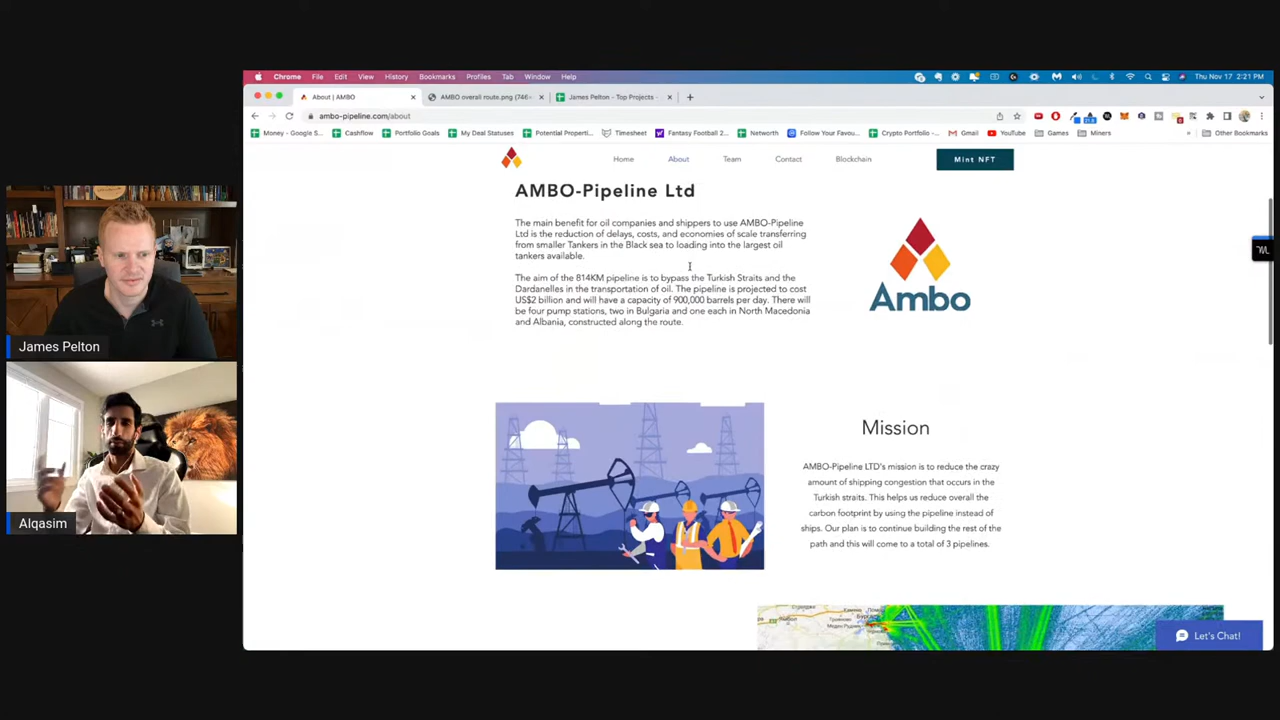 Chrome File Edit View History Bookmarks Profiles Tab Window Help
Thu Nov 17 2:21 PM
About | AMBO
AMBO overall route.png (746×
James Pelton - Top Projects -
ambo-pipeline.com/about
Money - Google S...
Cashflow
Portfolio Goals
My Deal Statuses
Potential Properti...
Timesheet
Fantasy Football 2...
Networth
Follow Your Favou...
Crypto Portfolio -...
Gmail
YouTube
Games
Miners
Other Bookmarks
Home
About
Team
Contact
Blockchain
Mint NFT
AMBO-Pipeline Ltd
The main benefit for oil companies and shippers to use AMBO-Pipeline
Ltd is the reduction of delays, costs, and economies of scale transferring
from smaller Tankers in the Black sea to loading into the largest oil
tankers available.
The aim of the 814KM pipeline is to bypass the Turkish Straits and the
Dardanelles in the transportation of oil. The pipeline is projected to cost
US$2 billion and will have a capacity of 900,000 barrels per day. There will
be four pump stations, two in Bulgaria and one each in North Macedonia
and Albania, constructed along the route.
Ambo
Mission
AMBO-Pipeline LTD's mission is to reduce the crazy
amount of shipping congestion that occurs in the
Turkish straits. This helps us reduce overall the
carbon footprint by using the pipeline instead of
ships. Our plan is to continue building the rest of the
path and this will come to a total of 3 pipelines.
Let's Chat!
James Pelton
Alqasim